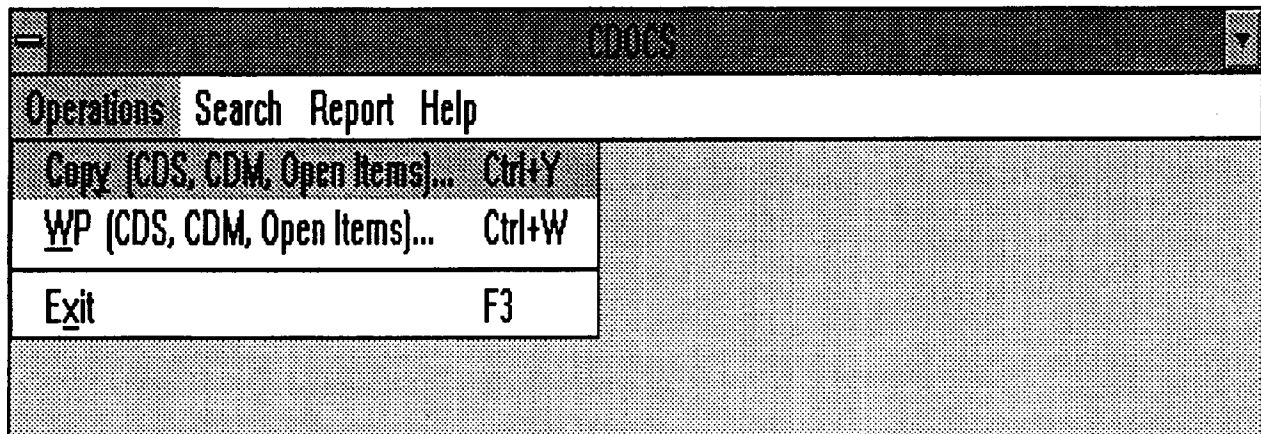 CDOCS
Operations Search Report Help
Copy (CDS, CDM, Open Items)... Ctrl+Y
WP (CDS, CDM, Open Items)... Ctrl+W
Exit F3